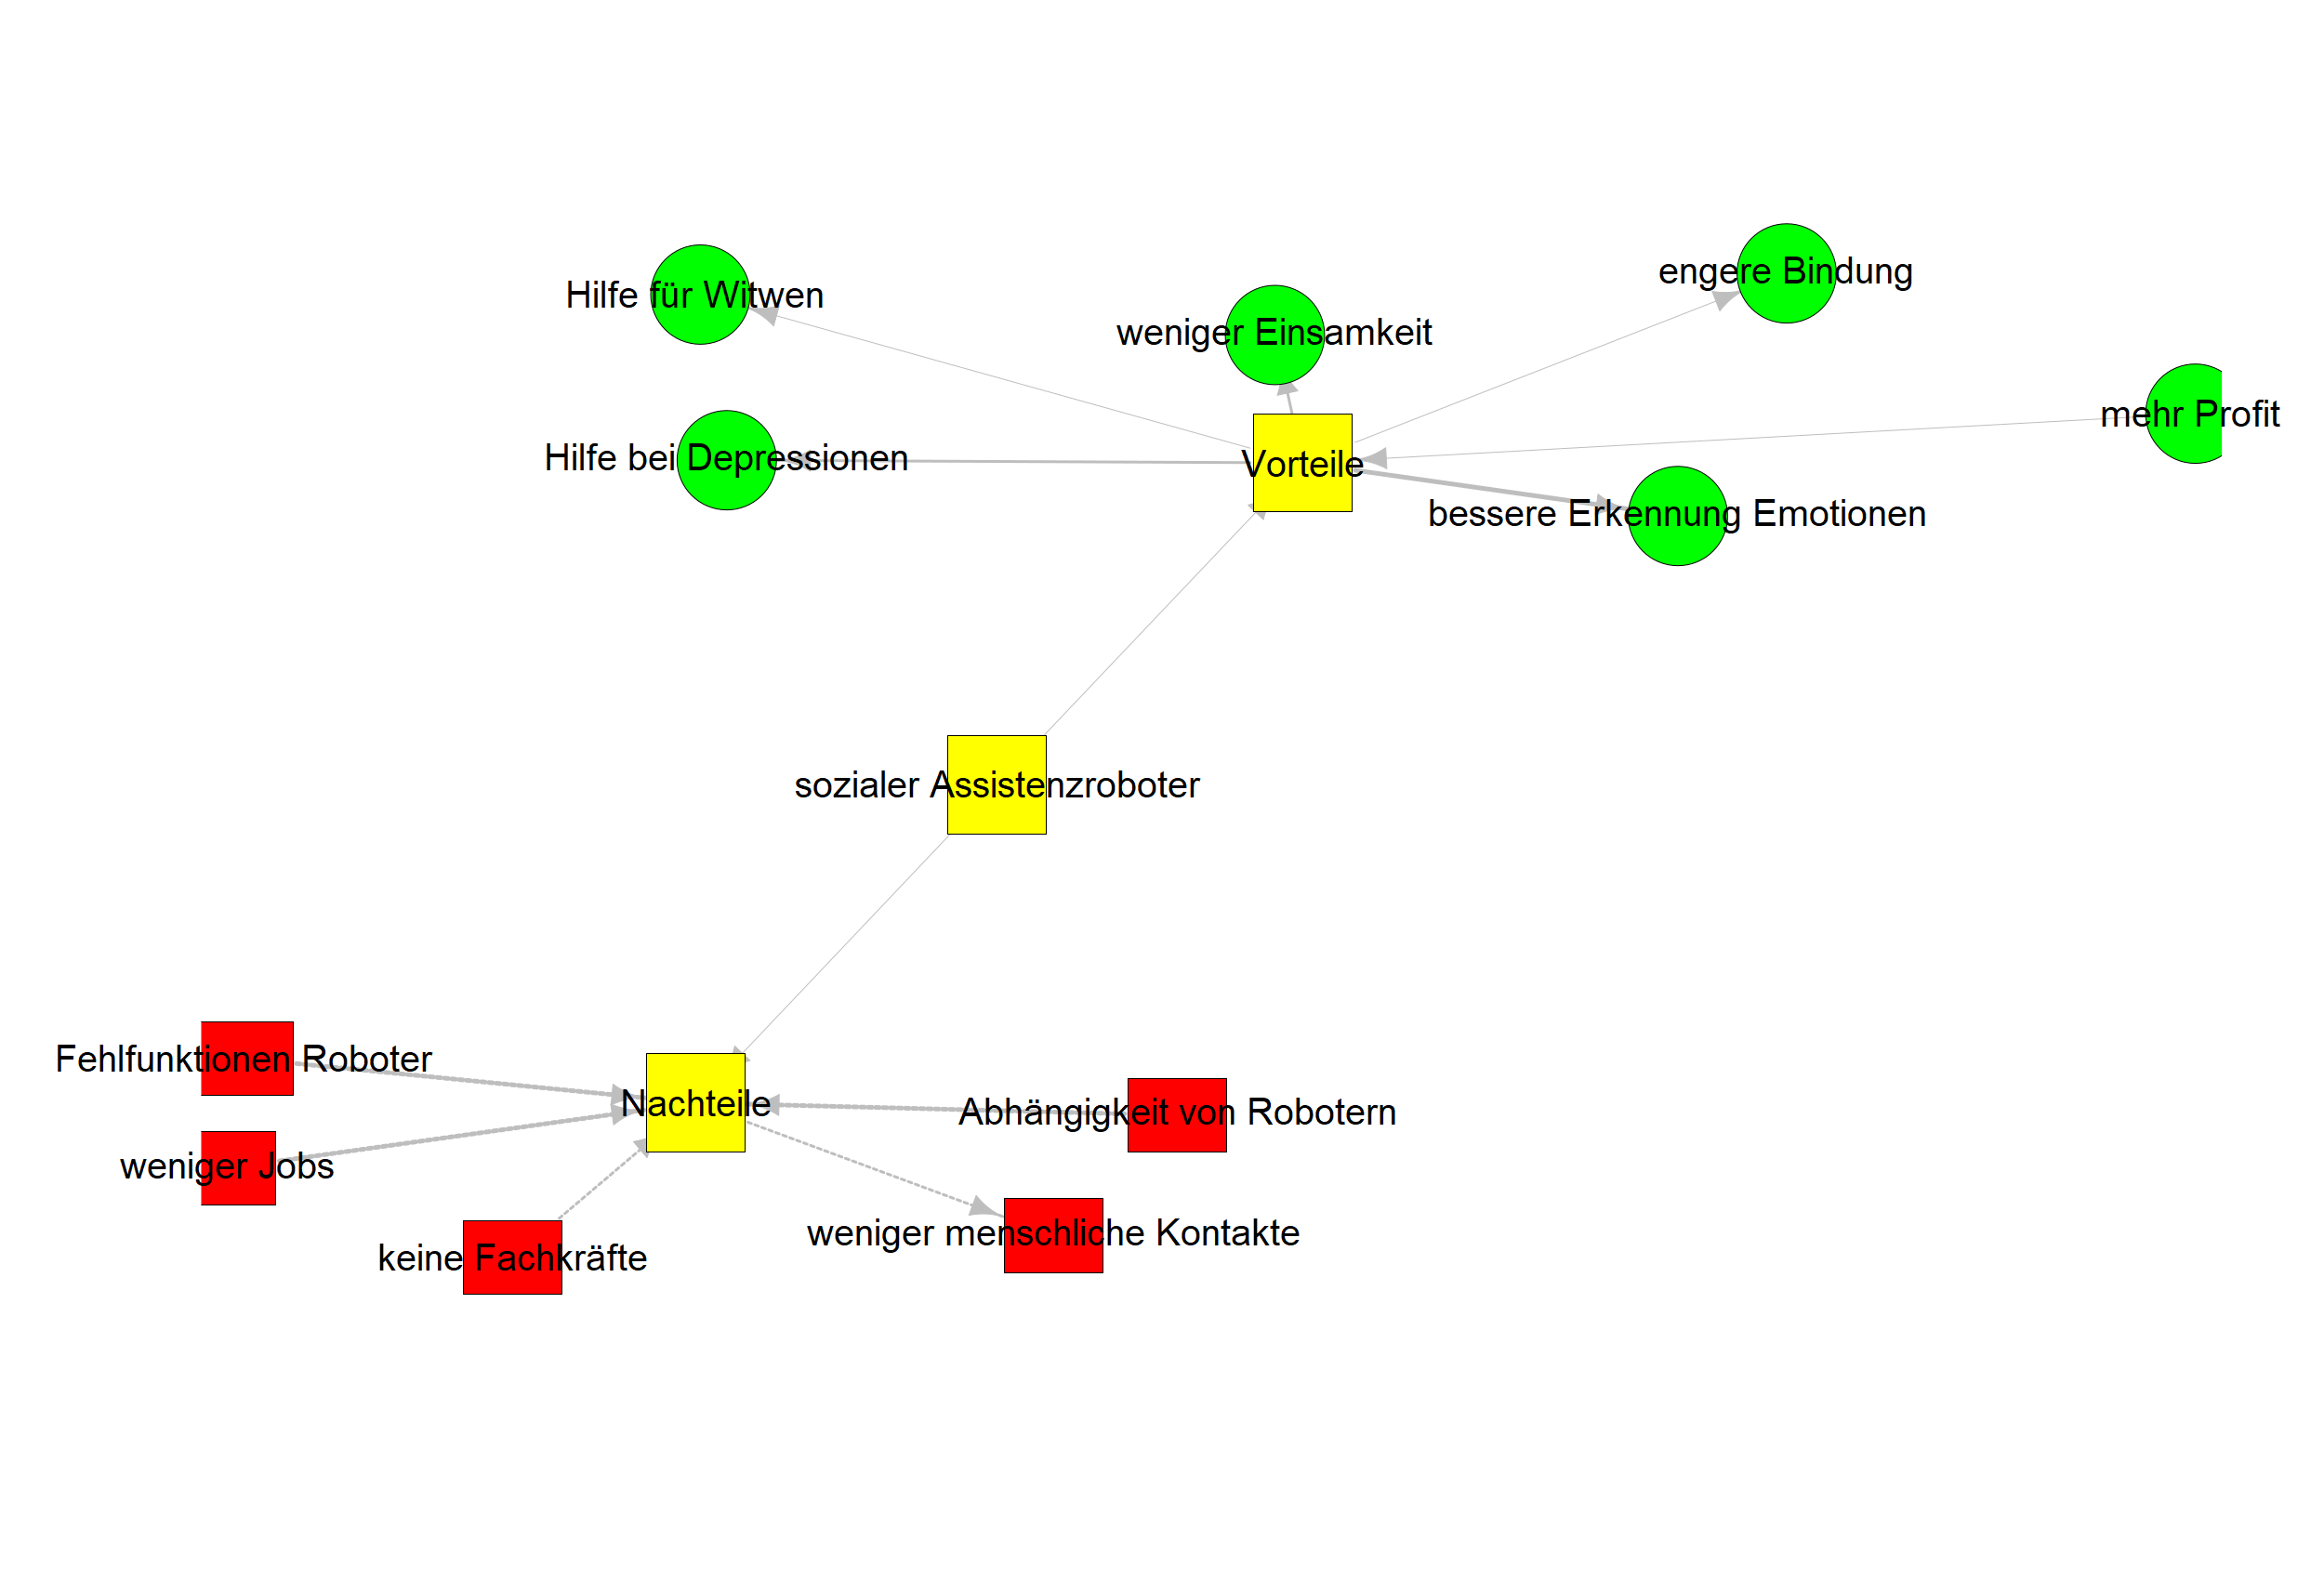 engere Bindung
Hilfe für Witwen
weniger Einsamkeit
mehr Profit
Hilfe bei Depressionen
Vorteile
bessere Erkennung Emotionen
sozialer Assistenzroboter
Fehlfunktionen Roboter
Nachteile
Abhängigkeit von Robotern
weniger Jobs
weniger menschliche Kontakte
keine Fachkräfte